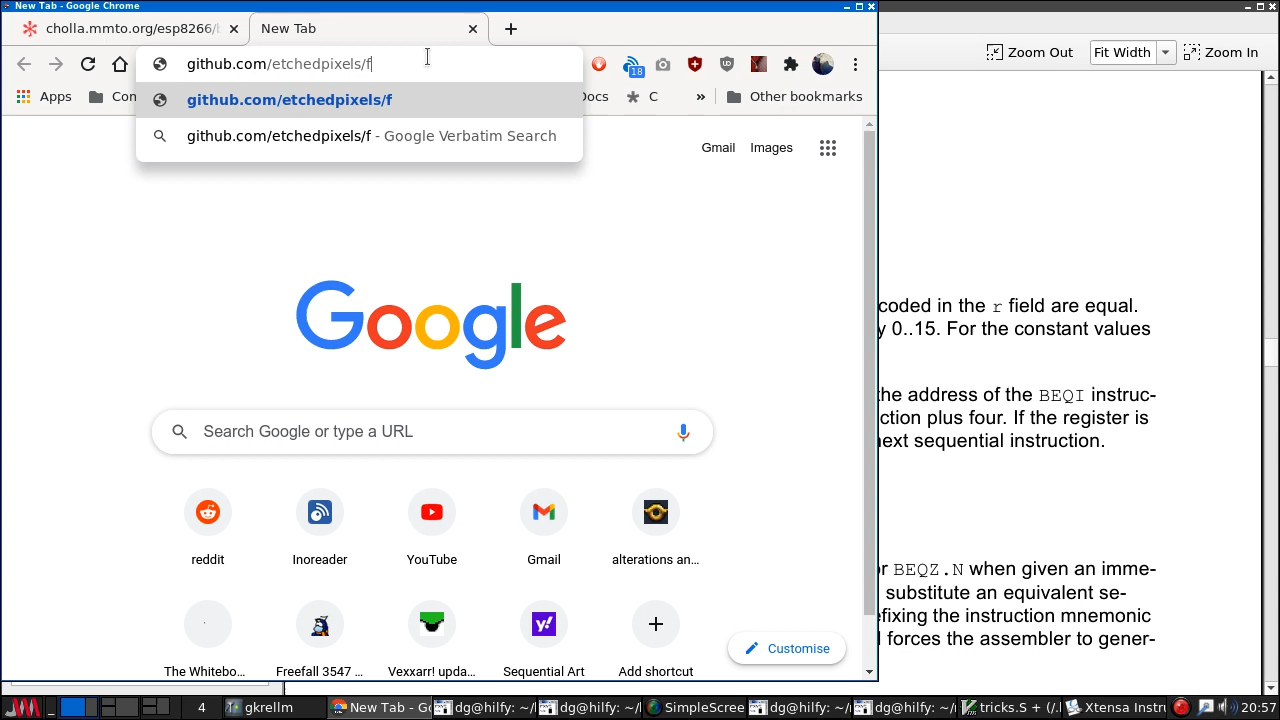 New Tab - Google Chrome
cholla.mmto.org/esp8266/
New Tab
github.com/etchedpixels/f
18
Zoom Out
Fit Width
Zoom In
Apps
Con
Docs
C
»
Other bookmarks
github.com/etchedpixels/f
github.com/etchedpixels/f - Google Verbatim Search
Gmail
Images
Google
Search Google or type a URL
reddit
Inoreader
YouTube
Gmail
alterations an...
The Whitebo...
Freefall 3547 ...
Vexxarr! upda...
Sequential Art
Add shortcut
Customise
coded in the r field are equal.
y 0..15. For the constant values
the address of the BEQI instruc-
ction plus four. If the register is
next sequential instruction.
or BEQZ.N when given an imme-
substitute an equivalent se-
efixing the instruction mnemonic
forces the assembler to gener-
4
gkrellm
New Tab - Go
dg@hilfy: ~/
dg@hilfy: ~/
SimpleScree
dg@hilfy: ~/
dg@hilfy: ~/
tricks.S + (/.
Xtensa Instr
20:57